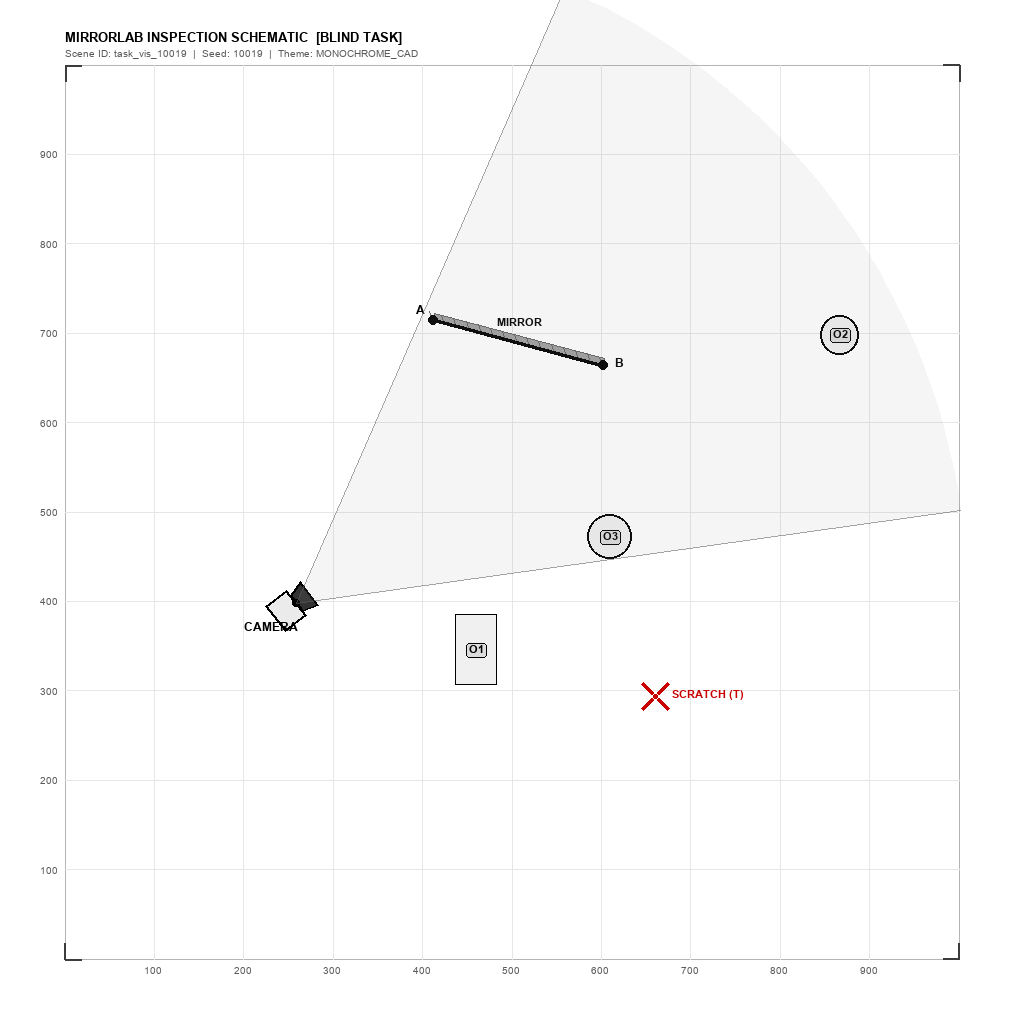 MIRRORLAB INSPECTION SCHEMATIC [BLIND TASK]
Scene ID: task_vis_10019 | Seed: 10019 | Theme: MONOCHROME_CAD
900
800
700
600
500
400
300
200
100
A
MIRROR
B
O2
O3
CAMERA
O1
SCRATCH (T)
100 200 300 400 500 600 700 800 900